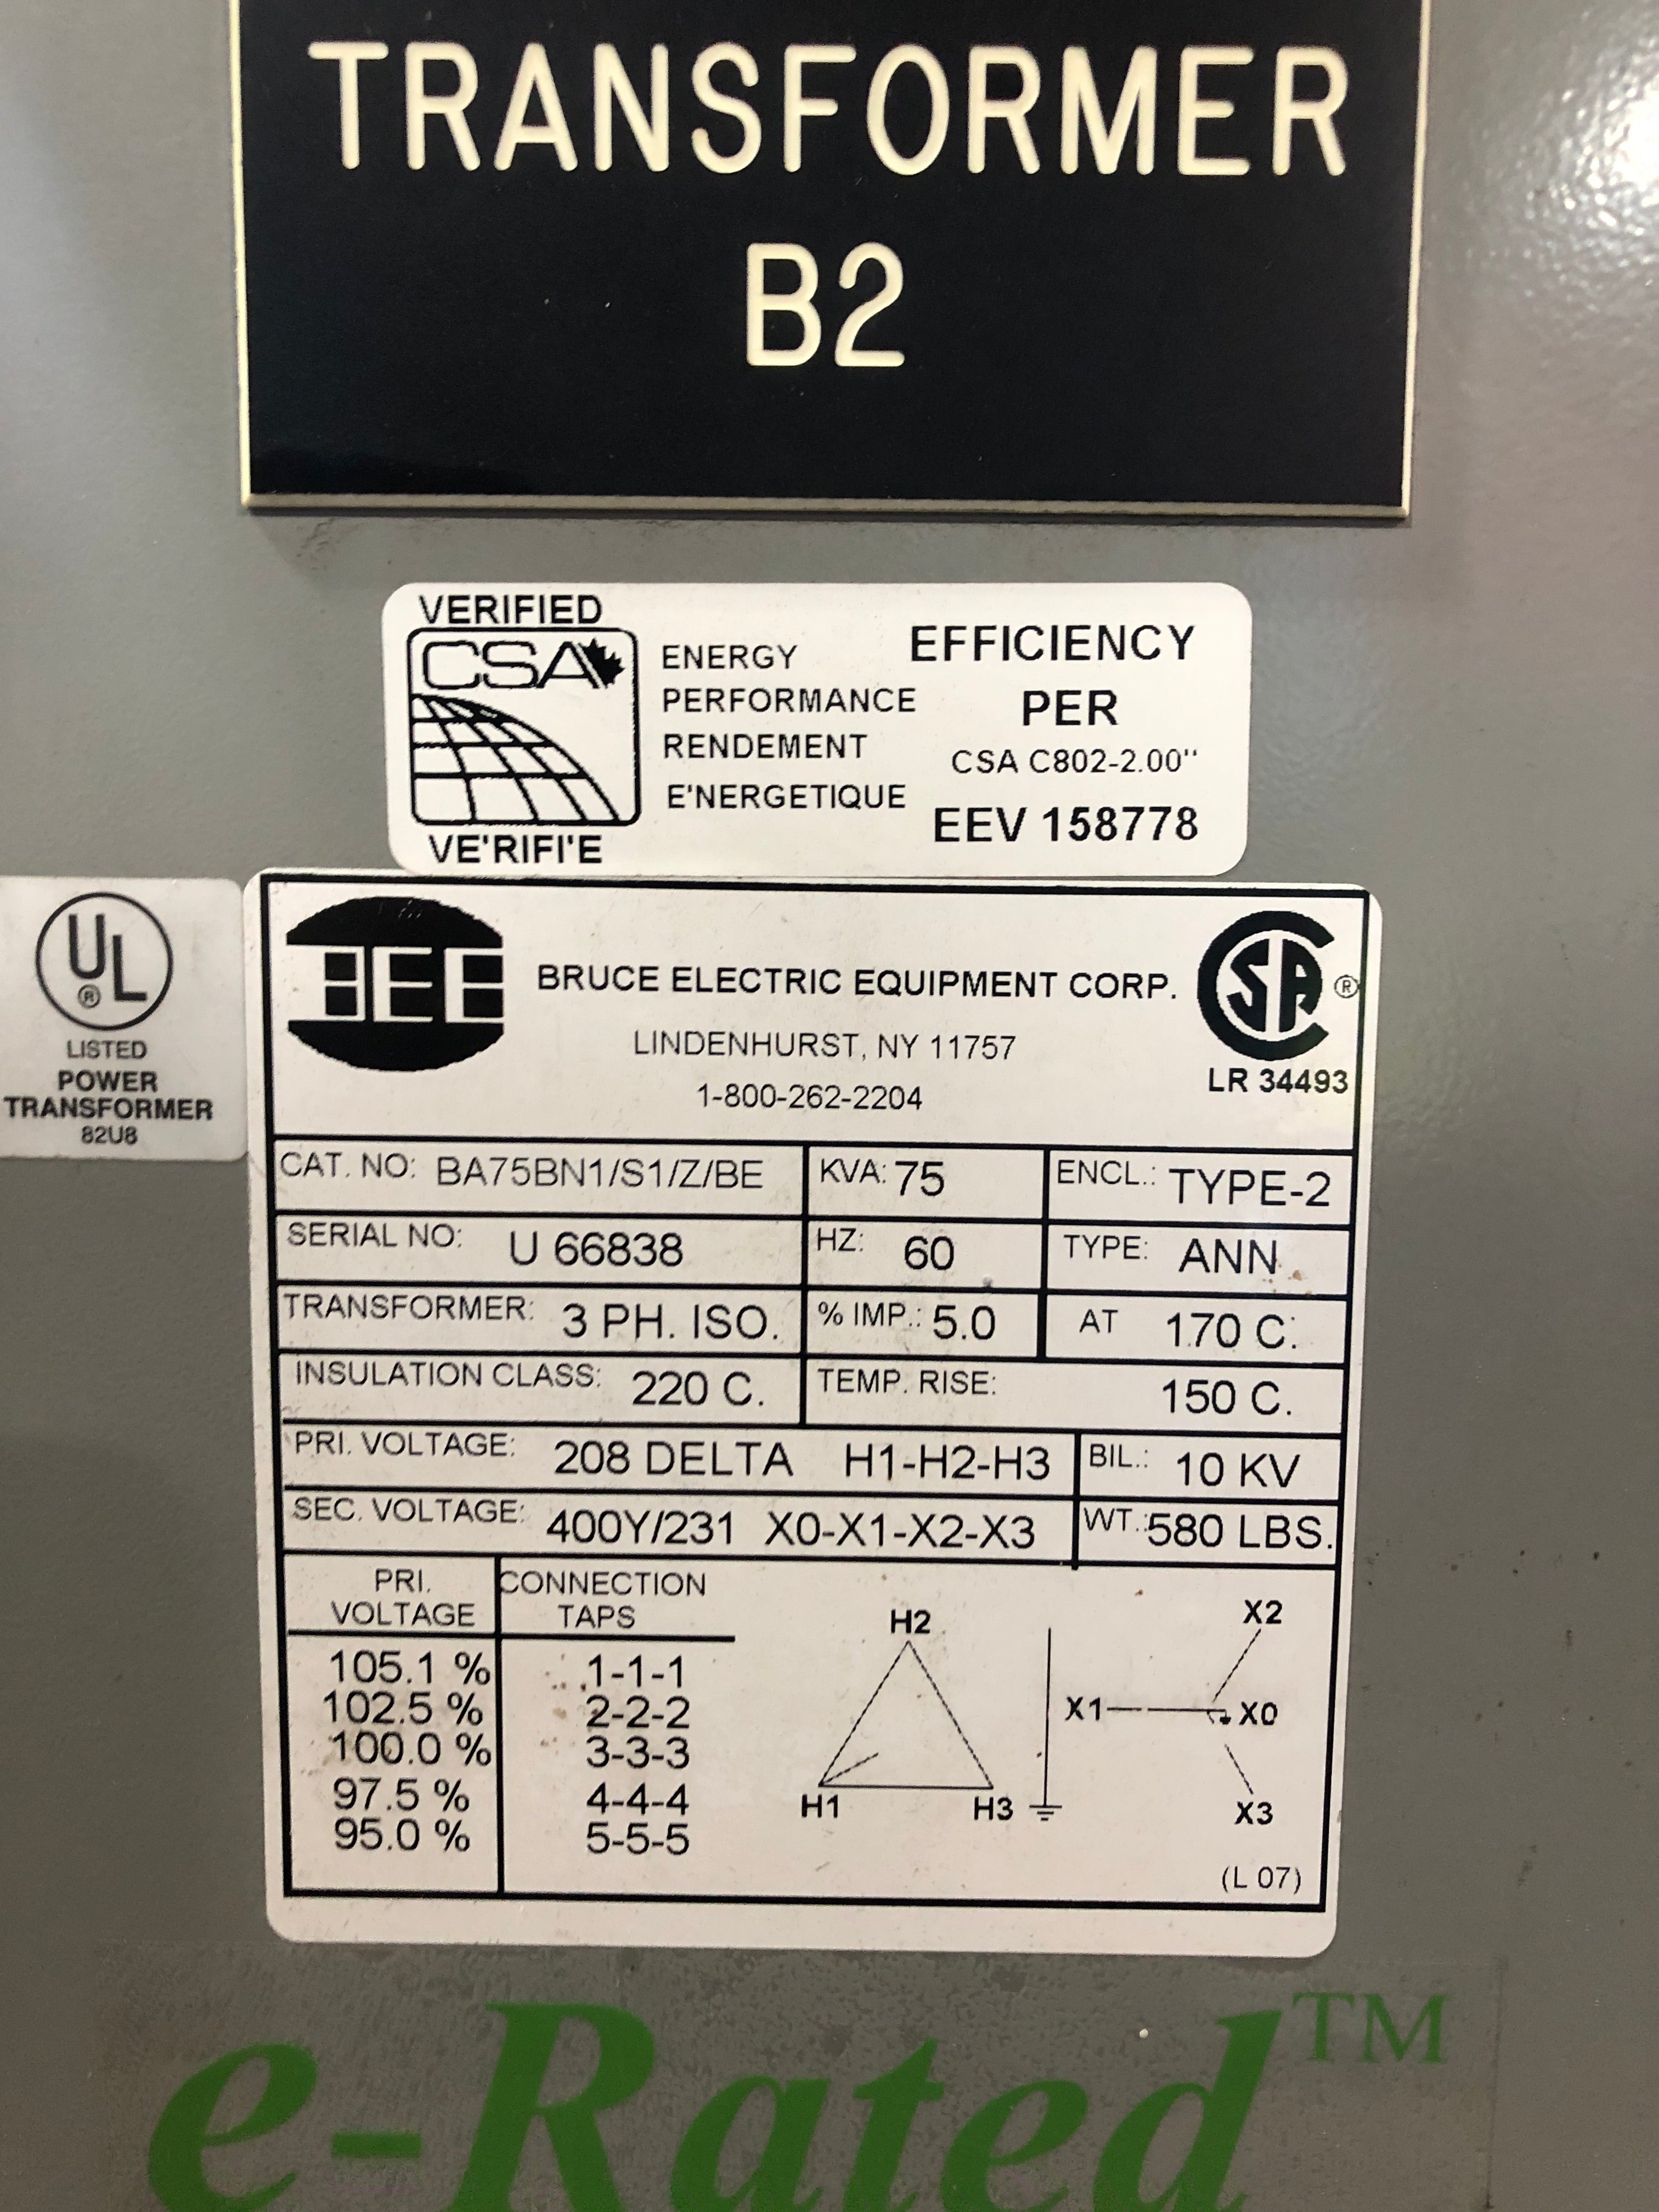 TRANSFORMER
B2
VERIFIED
CSA
VE'RIFI'E
ENERGY
PERFORMANCE
RENDEMENT
E'NERGETIQUE
EFFICIENCY
PER
CSA C802-2.00"
EEV 158778
UL ®
LISTED
POWER
TRANSFORMER
82U8
BEE
BRUCE ELECTRIC EQUIPMENT CORP.
LINDENHURST, NY 11757
1-800-262-2204
CSA ®
LR 34493
CAT. NO: BA75BN1/S1/Z/BE KVA: 75 ENCL.: TYPE-2
SERIAL NO: U 66838 HZ: 60 TYPE: ANN
TRANSFORMER: 3 PH. ISO. % IMP.: 5.0 AT 170 C.
INSULATION CLASS: 220 C. TEMP. RISE: 150 C.
PRI. VOLTAGE: 208 DELTA H1-H2-H3 BIL.: 10 KV
SEC. VOLTAGE: 400Y/231 X0-X1-X2-X3 WT.: 580 LBS.
PRI. VOLTAGE CONNECTION TAPS
105.1 % 1-1-1
102.5 % 2-2-2
100.0 % 3-3-3
97.5 % 4-4-4
95.0 % 5-5-5
H2
H1 H3
X2
X1 X0
X3
(L 07)
e-Rated™